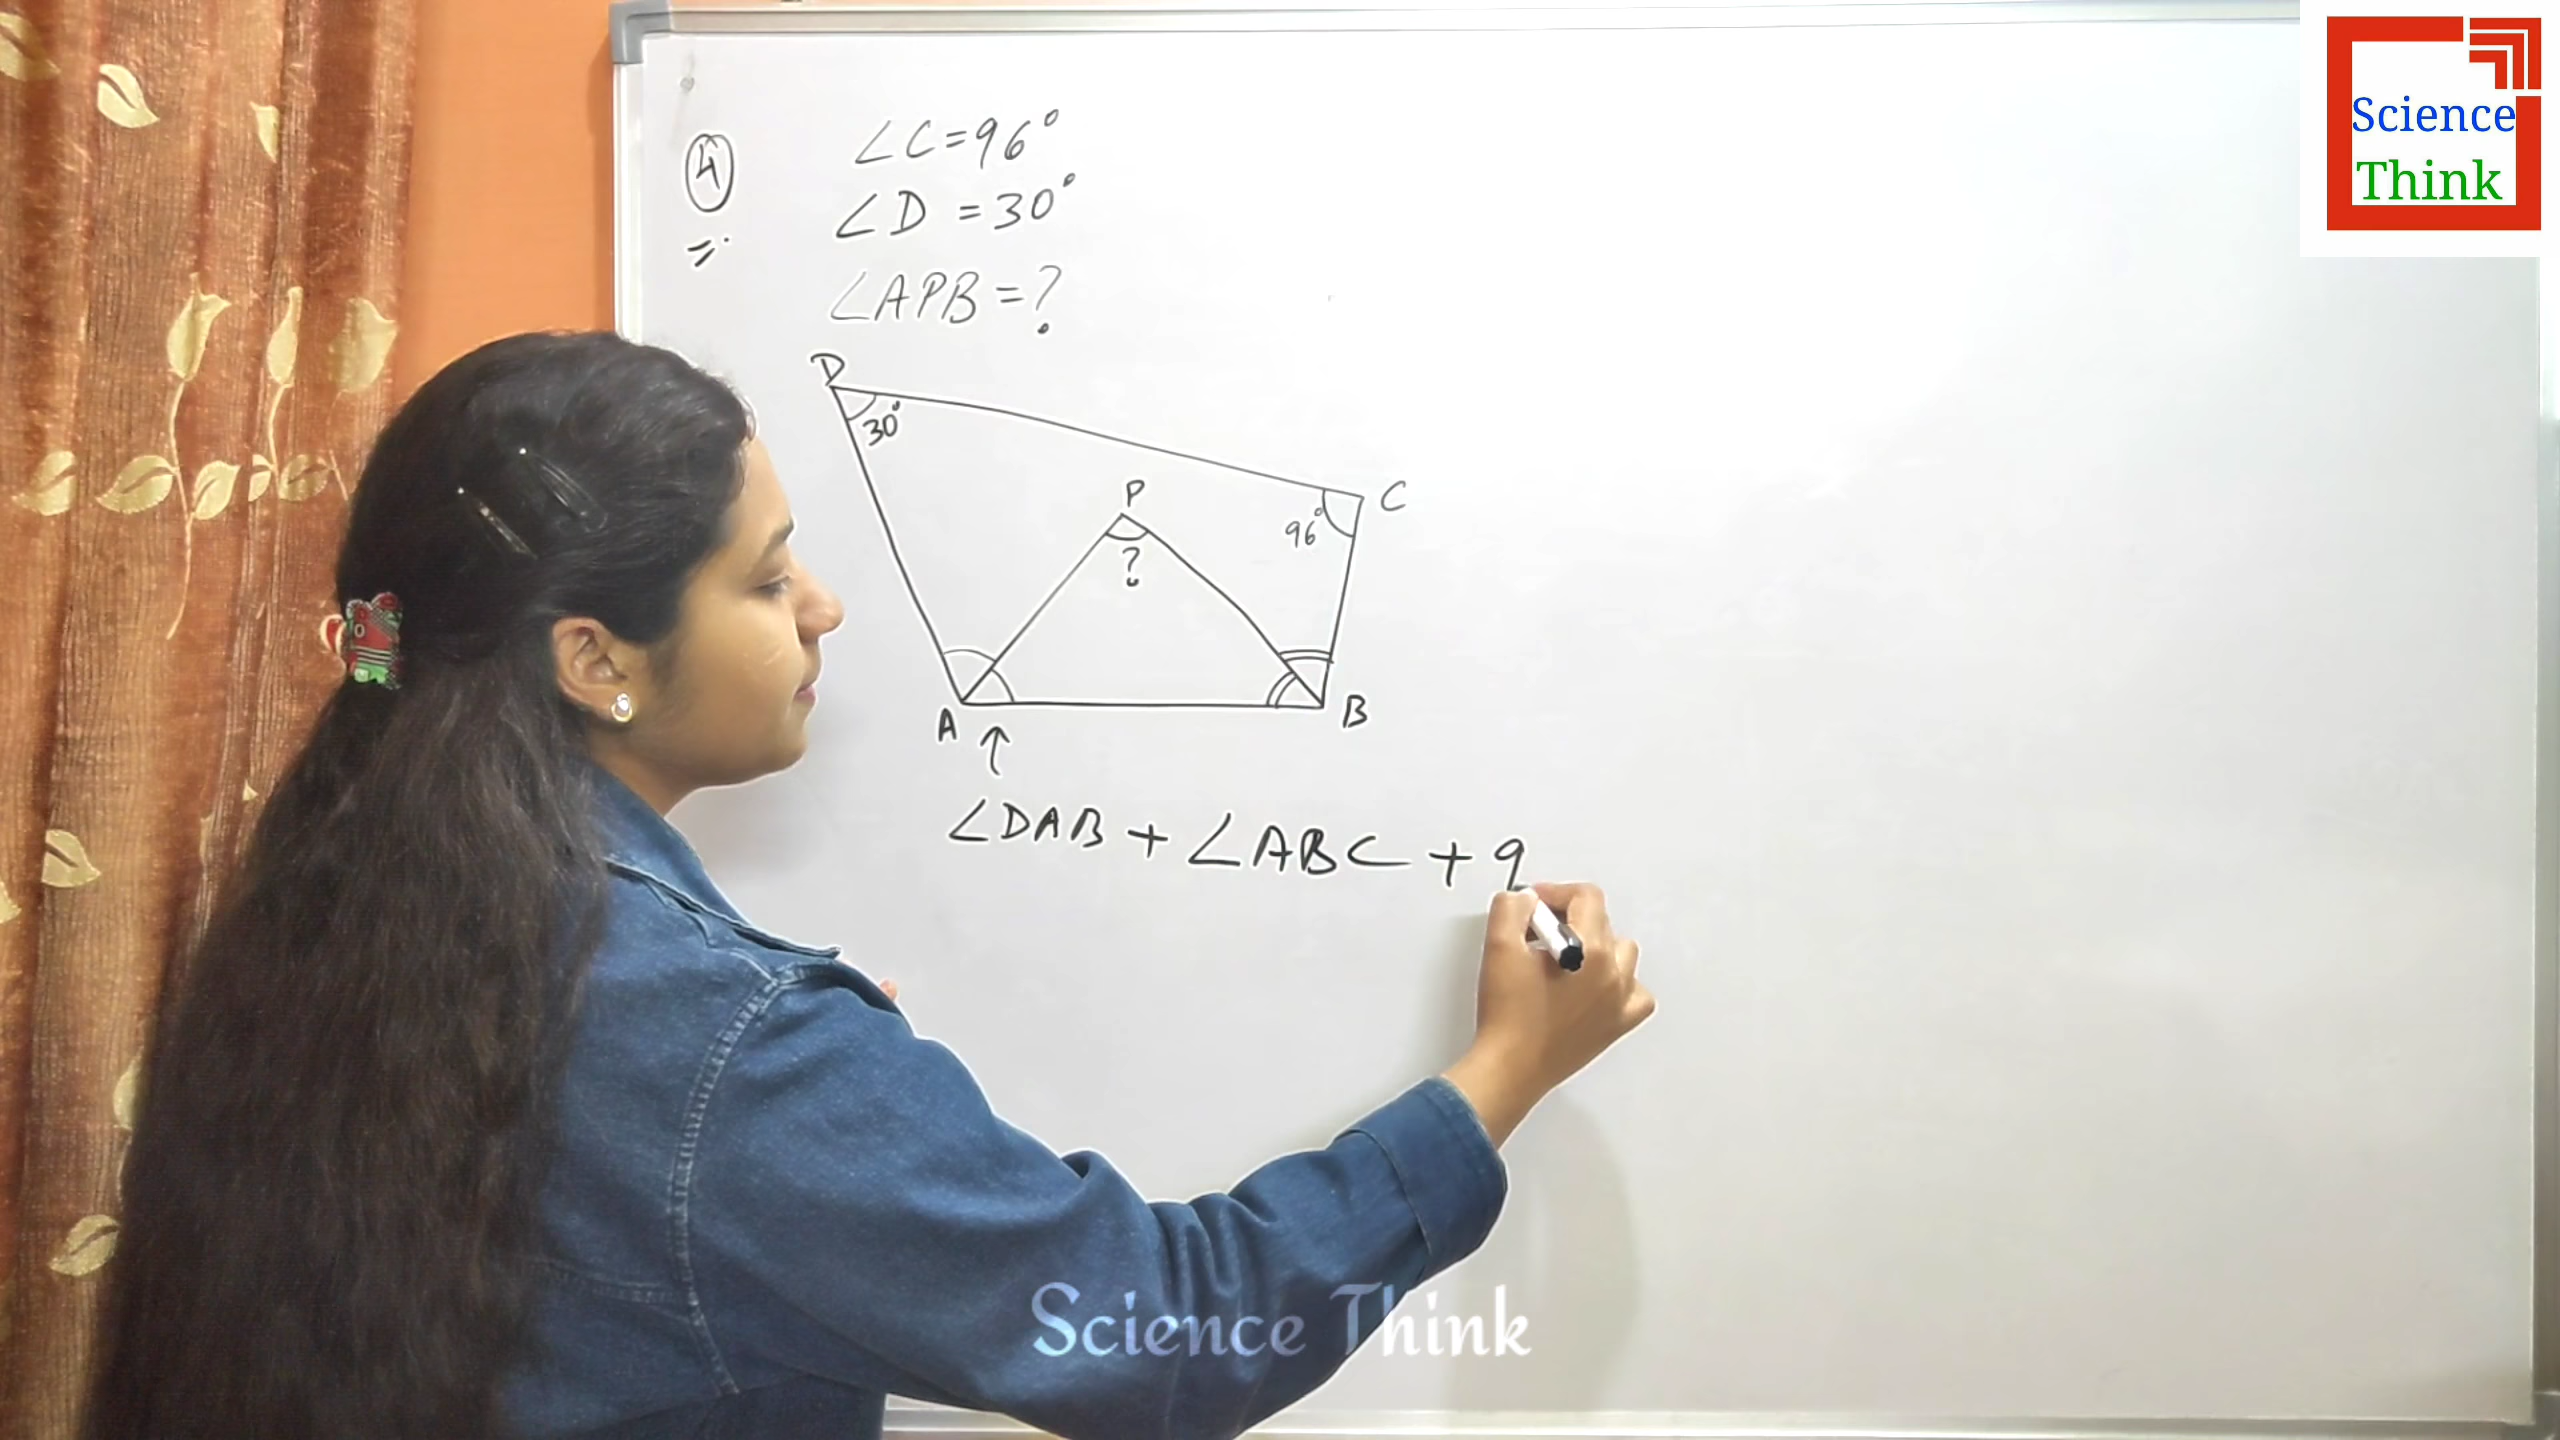 Science
Think
4
∠C=96°
∠D=30°
∠APB=?
D
30°
P
?
C
96°
A
B
↑
∠DAB + ∠ABC + 9
Science Think